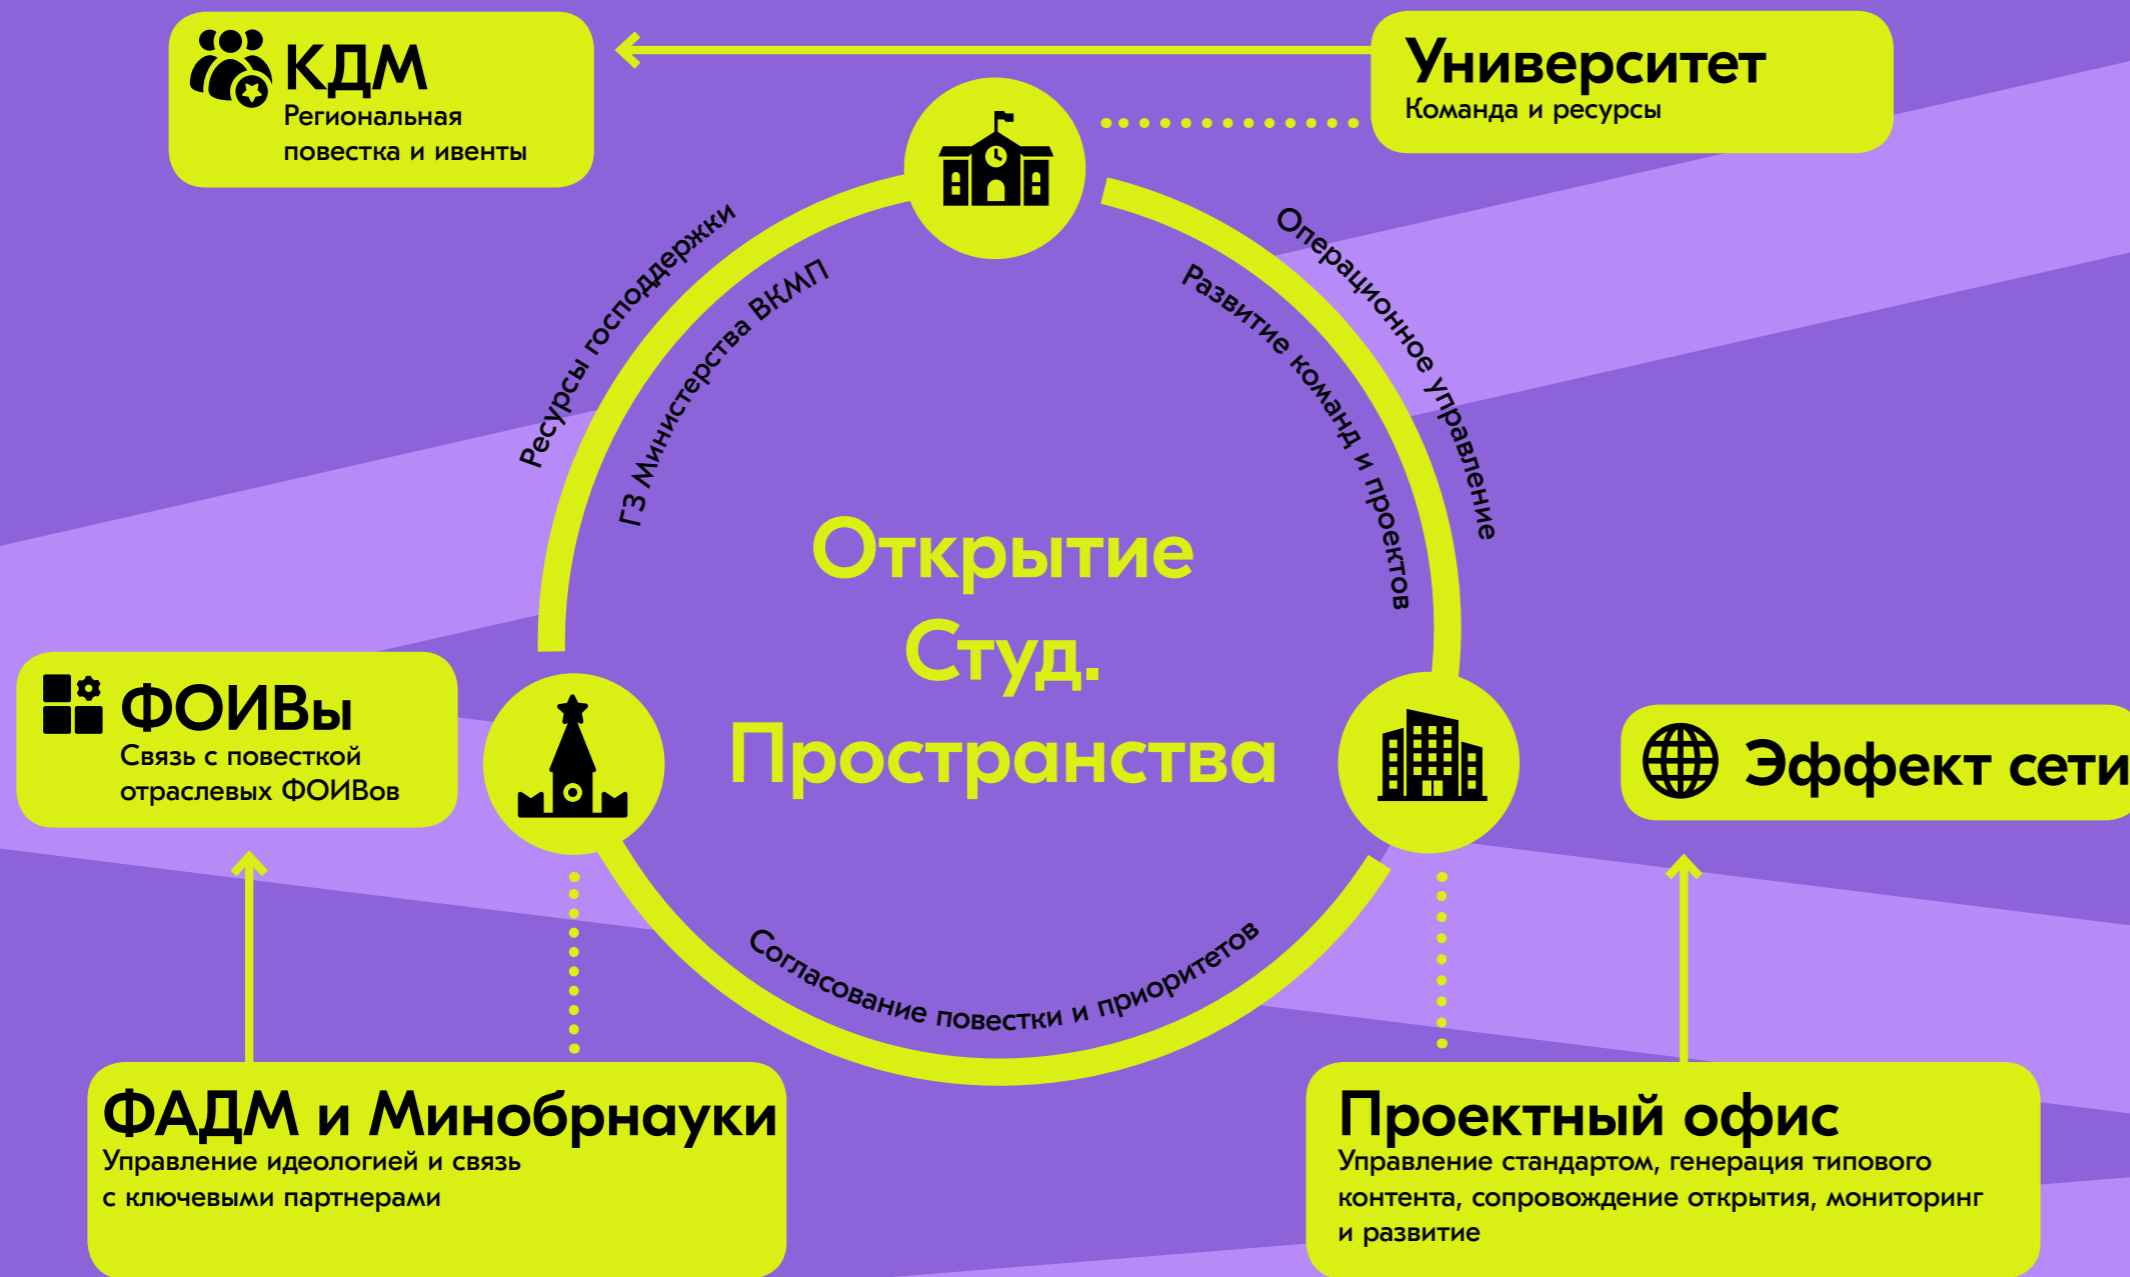 КДМ
Региональная
повестка и ивенты
Университет
Команда и ресурсы
Ресурсы господдержки
ГЗ Министерства ВКМП
Операционное управление
Развитие команд и проектов
Открытие
Студ.
Пространства
ФОИВы
Связь с повесткой
отраслевых ФОИВов
Эффект сети
Согласование повестки и приоритетов
ФАДМ и Минобрнауки
Управление идеологией и связь
с ключевыми партнерами
Проектный офис
Управление стандартом, генерация типового
контента, сопровождение открытия, мониторинг
и развитие